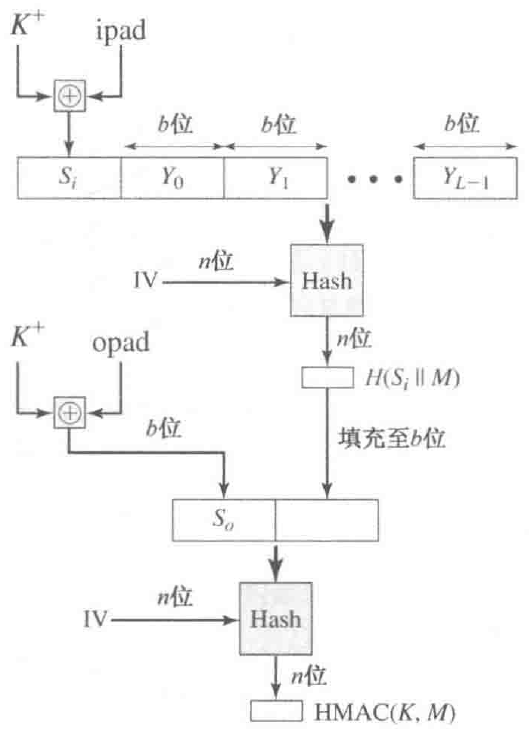 K⁺ ipad
⊕
b位 b位 b位
Sᵢ Y₀ Y₁ ••• Y_{L−1}
IV n位 Hash
n位
K⁺ opad
H(Sᵢ || M)
⊕
b位
填充至b位
Sₒ
IV n位 Hash
n位
HMAC(K, M)